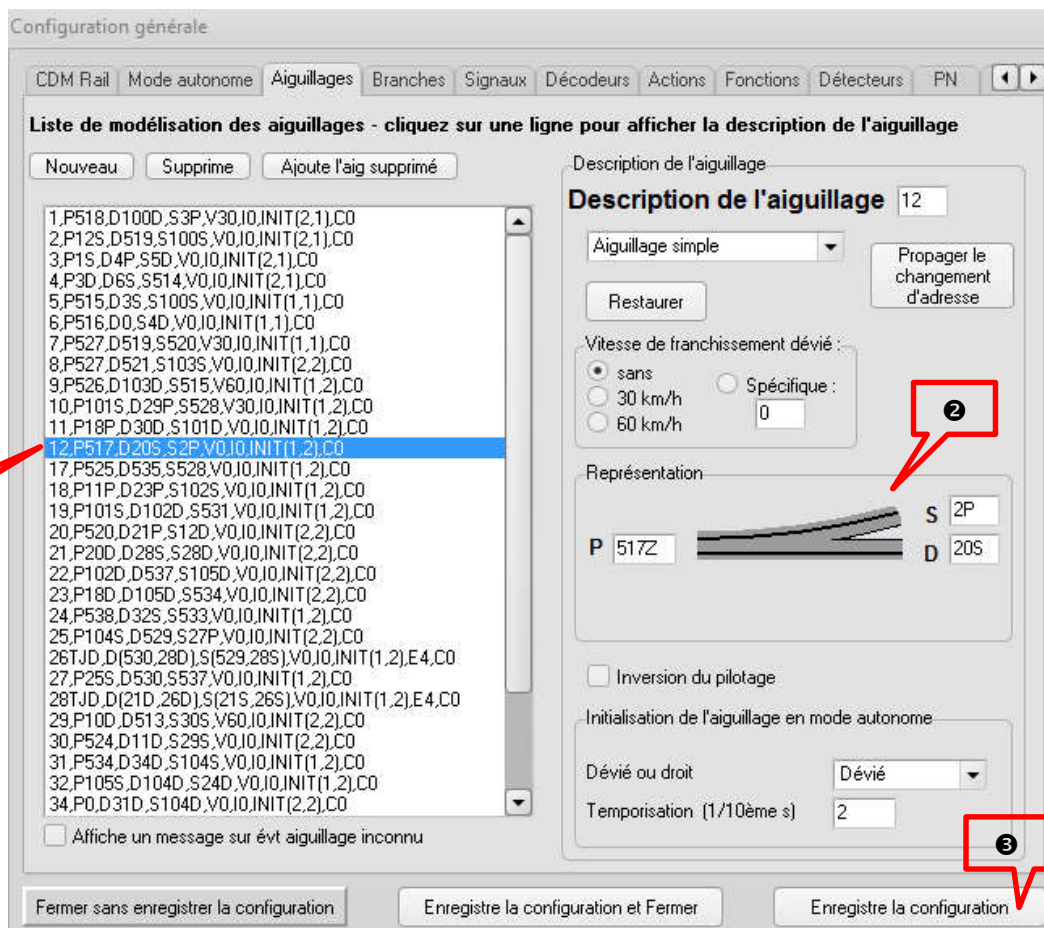 Configuration générale
CDM Rail Mode autonome Aiguillages Branches Signaux Décodeurs Actions Fonctions Détecteurs PN
Liste de modélisation des aiguillages - cliquez sur une ligne pour afficher la description de l'aiguillage
Nouveau Supprime Ajoute l'aig supprimé
1,P518,D100D,S3P,V30,I0,INIT(2,1),C0
2,P12S,D519,S100S,V0,I0,INIT(2,1),C0
3,P1S,D4P,S5D,V0,I0,INIT(2,1),C0
4,P3D,D6S,S514,V0,I0,INIT(2,1),C0
5,P515,D3S,S100S,V0,I0,INIT(1,1),C0
6,P516,D0,S4D,V0,I0,INIT(1,1),C0
7,P527,D519,S520,V30,I0,INIT(1,1),C0
8,P527,D521,S103S,V0,I0,INIT(2,2),C0
9,P526,D103D,S515,V60,I0,INIT(1,2),C0
10,P101S,D29P,S528,V30,I0,INIT(1,2),C0
11,P18P,D30D,S101D,V0,I0,INIT(1,2),C0
12,P517,D20S,S2P,V0,I0,INIT(1,2),C0
17,P525,D535,S528,V0,I0,INIT(1,2),C0
18,P11P,D23P,S102S,V0,I0,INIT(1,2),C0
19,P101S,D102D,S531,V0,I0,INIT(1,2),C0
20,P520,D21P,S12D,V0,I0,INIT(2,2),C0
21,P20D,D28S,S28D,V0,I0,INIT(2,2),C0
22,P102D,D537,S105D,V0,I0,INIT(2,2),C0
23,P18D,D105D,S534,V0,I0,INIT(2,2),C0
24,P538,D32S,S533,V0,I0,INIT(1,2),C0
25,P104S,D529,S27P,V0,I0,INIT(2,2),C0
26TJD,D(530,28D),S(529,28S),V0,I0,INIT(1,2),E4,C0
27,P25S,D530,S537,V0,I0,INIT(1,2),C0
28TJD,D(21D,26D),S(21S,26S),V0,I0,INIT(1,2),E4,C0
29,P10D,D513,S30S,V60,I0,INIT(2,2),C0
30,P524,D11D,S29S,V0,I0,INIT(2,2),C0
31,P534,D34D,S104S,V0,I0,INIT(1,2),C0
32,P105S,D104D,S24D,V0,I0,INIT(1,2),C0
34,P0,D31D,S104D,V0,I0,INIT(2,2),C0
Affiche un message sur évt aiguillage inconnu
Description de l'aiguillage
Description de l'aiguillage 12
Aiguillage simple
Propager le
changement
d'adresse
Restaurer
Vitesse de franchissement dévié :
sans
30 km/h
60 km/h
Spécifique :
0
❷
Représentation
S 2P
P 517Z
D 20S
Inversion du pilotage
Initialisation de l'aiguillage en mode autonome
Dévié ou droit Dévié
Temporisation (1/10ème s) 2
❸
Fermer sans enregistrer la configuration Enregistre la configuration et Fermer Enregistre la configuration